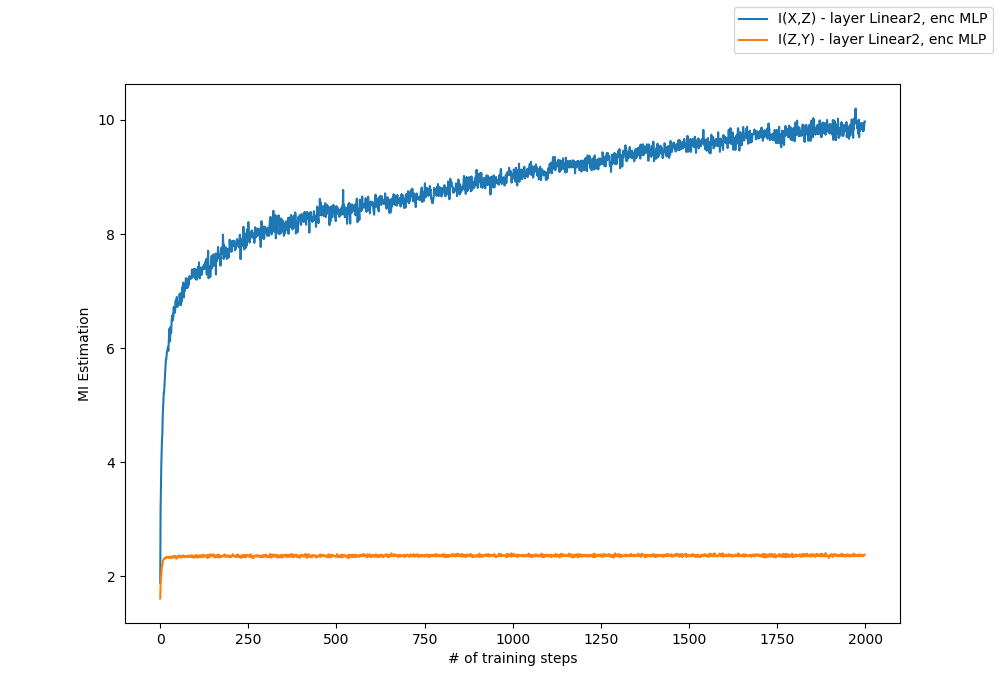 I(X,Z) - layer Linear2, enc MLP
I(Z,Y) - layer Linear2, enc MLP
10
8
6
4
2
MI Estimation
0 250 500 750 1000 1250 1500 1750 2000
# of training steps